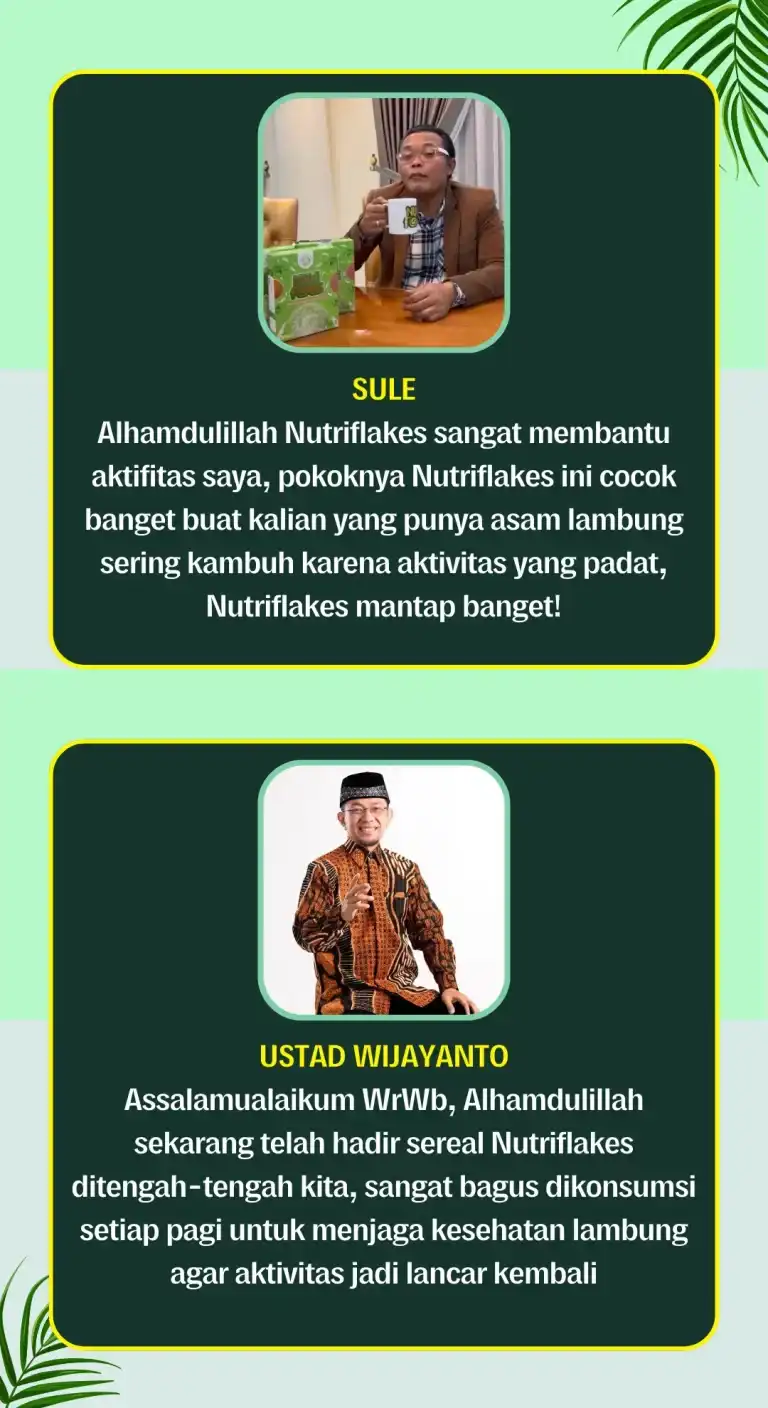 SULE
Alhamdulillah Nutriflakes sangat membantu
aktifitas saya, pokoknya Nutriflakes ini cocok
banget buat kalian yang punya asam lambung
sering kambuh karena aktivitas yang padat,
Nutriflakes mantap banget!
USTAD WIJAYANTO
Assalamualaikum WrWb, Alhamdulillah
sekarang telah hadir sereal Nutriflakes
ditengah-tengah kita, sangat bagus dikonsumsi
setiap pagi untuk menjaga kesehatan lambung
agar aktivitas jadi lancar kembali